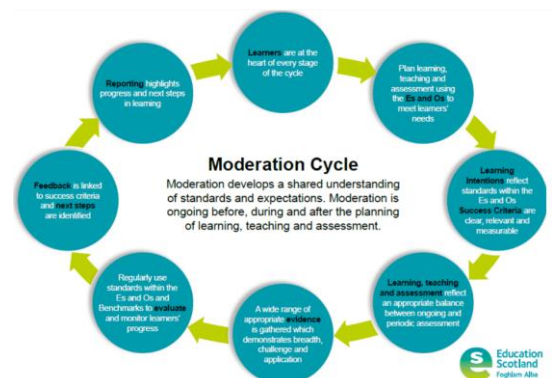 Learners are at the
heart of every stage
of the cycle
Plan learning,
teaching and
assessment using
the Es and Os to
meet learners'
needs
Learning
Intentions reflect
standards within the
Es and Os
Success Criteria are
clear, relevant and
measurable
Learning, teaching
and assessment reflect
an appropriate balance
between ongoing and
periodic assessment
A wide range of
appropriate evidence
is gathered which
demonstrates breadth,
challenge and
application
Regularly use
standards within the
Es and Os and
Benchmarks to evaluate
and monitor learners'
progress
Feedback is linked
to success criteria
and next steps
are identified
Reporting highlights
progress and next steps
in learning
Moderation Cycle
Moderation develops a shared understanding
of standards and expectations. Moderation is
ongoing before, during and after the planning
of learning, teaching and assessment.
Education
Scotland
Foghlam Alba